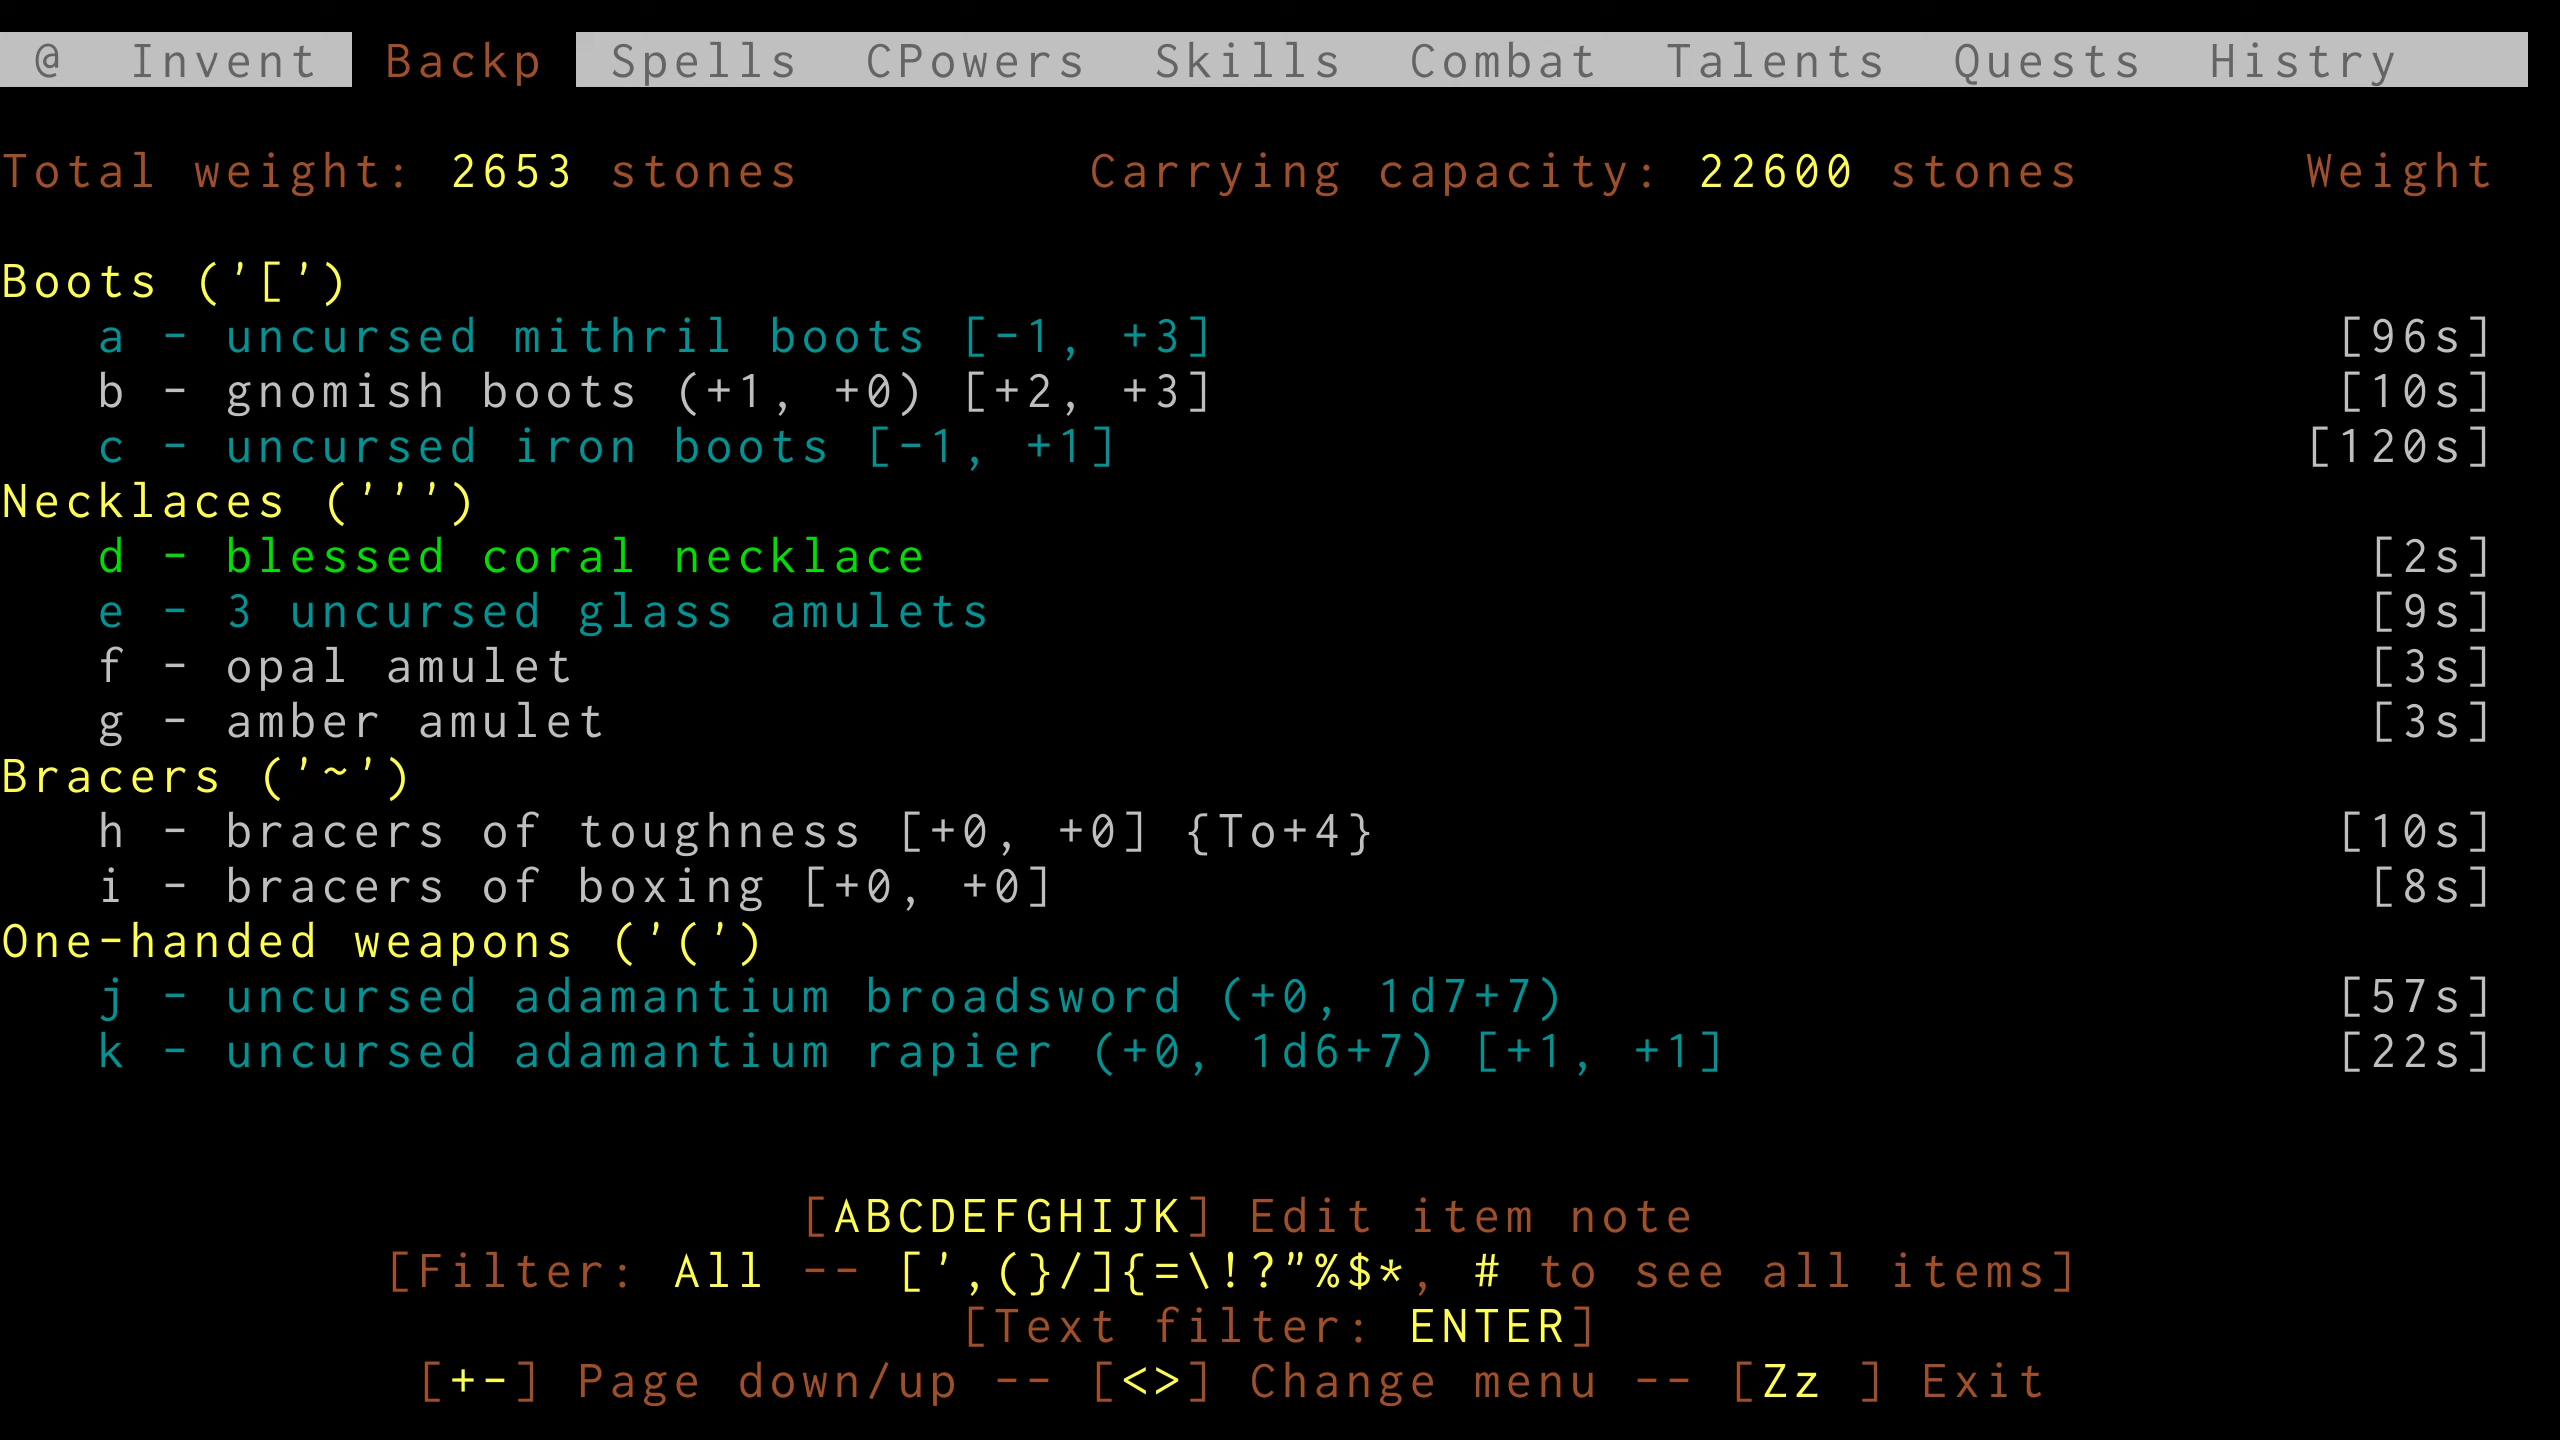 @ Invent Backp Spells CPowers Skills Combat Talents Quests Histry
Total weight: 2653 stones Carrying capacity: 22600 stones Weight
Boots ('[')
a - uncursed mithril boots [-1, +3] [96s]
b - gnomish boots (+1, +0) [+2, +3] [10s]
c - uncursed iron boots [-1, +1] [120s]
Necklaces (''')
d - blessed coral necklace [2s]
e - 3 uncursed glass amulets [9s]
f - opal amulet [3s]
g - amber amulet [3s]
Bracers ('~')
h - bracers of toughness [+0, +0] {To+4} [10s]
i - bracers of boxing [+0, +0] [8s]
One-handed weapons ('(')
j - uncursed adamantium broadsword (+0, 1d7+7) [57s]
k - uncursed adamantium rapier (+0, 1d6+7) [+1, +1] [22s]
[ABCDEFGHIJK] Edit item note
[Filter: All -- [',(}/]{=\!?"%$*, # to see all items]
[Text filter: ENTER]
[+-] Page down/up -- [<>] Change menu -- [Zz ] Exit